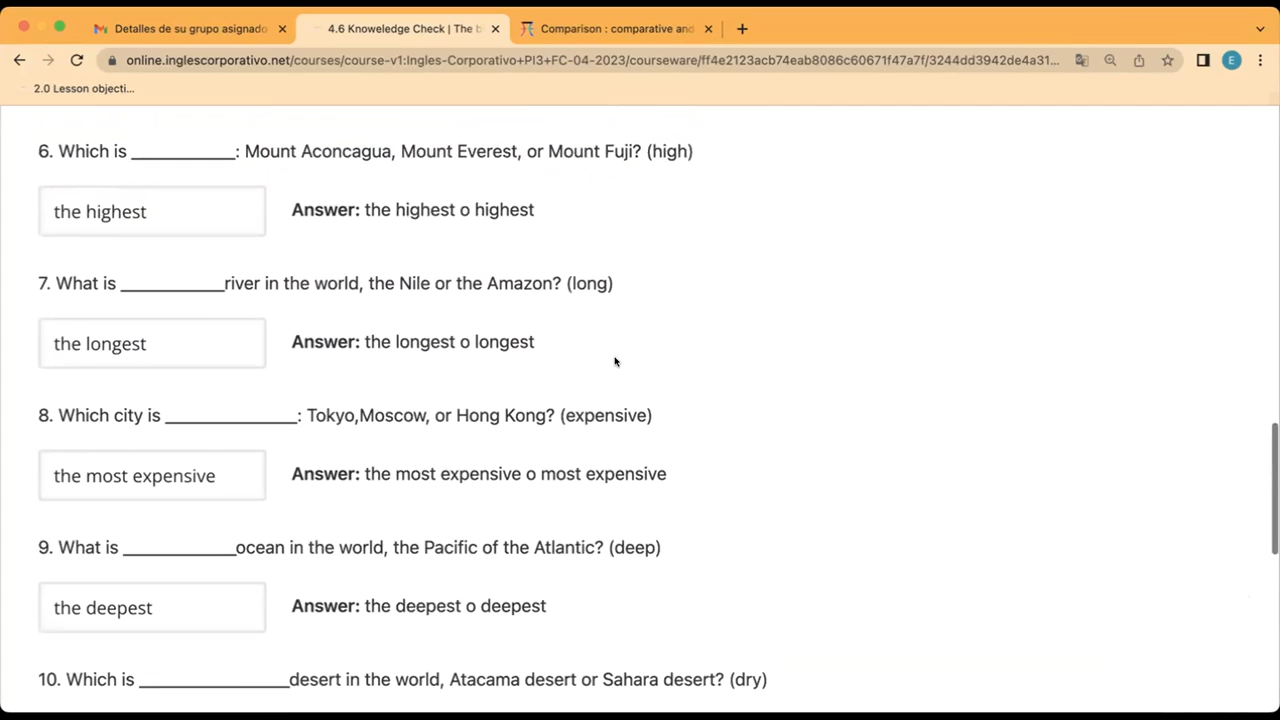 Detalles de su grupo asignado
4.6 Knowledge Check | The b
Comparison : comparative and
online.inglescorporativo.net/courses/course-v1:Ingles-Corporativo+PI3+FC-04-2023/courseware/ff4e2123acb74eab8086c60671f47a7f/3244dd3942de4a31...
E
2.0 Lesson objecti...
6. Which is ___________: Mount Aconcagua, Mount Everest, or Mount Fuji? (high)
the highest
Answer: the highest o highest
7. What is ___________river in the world, the Nile or the Amazon? (long)
the longest
Answer: the longest o longest
8. Which city is ______________: Tokyo,Moscow, or Hong Kong? (expensive)
the most expensive
Answer: the most expensive o most expensive
9. What is ____________ocean in the world, the Pacific of the Atlantic? (deep)
the deepest
Answer: the deepest o deepest
10. Which is ________________desert in the world, Atacama desert or Sahara desert? (dry)